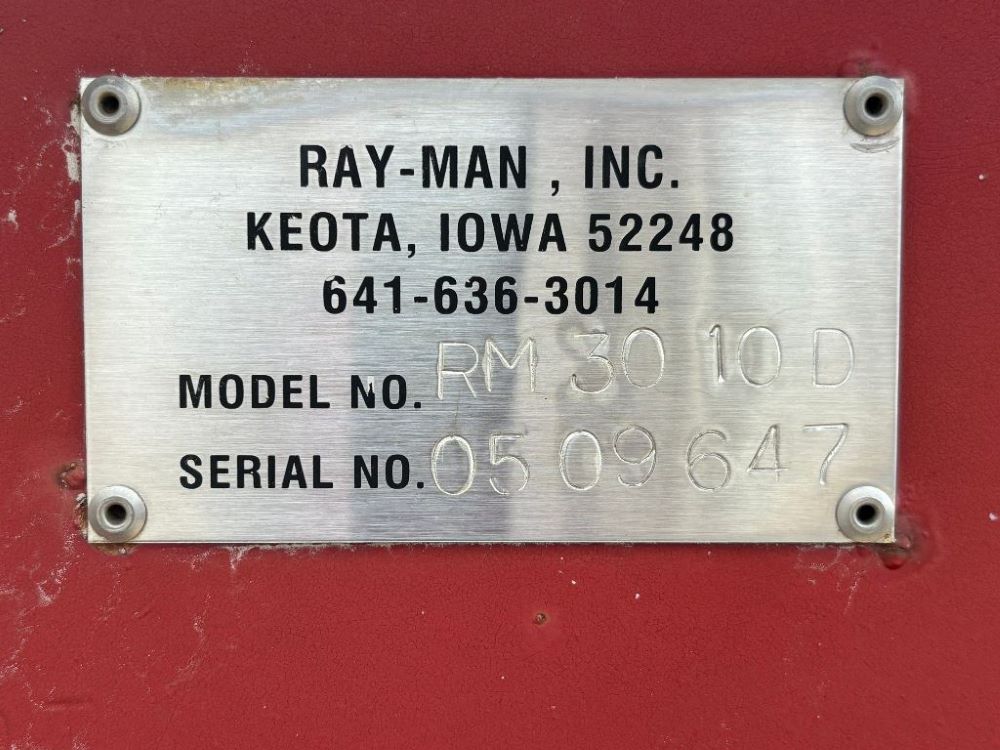 RAY-MAN , INC.
KEOTA, IOWA 52248
641-636-3014
MODEL NO. RM 30 10 D
SERIAL NO. 05 09 647